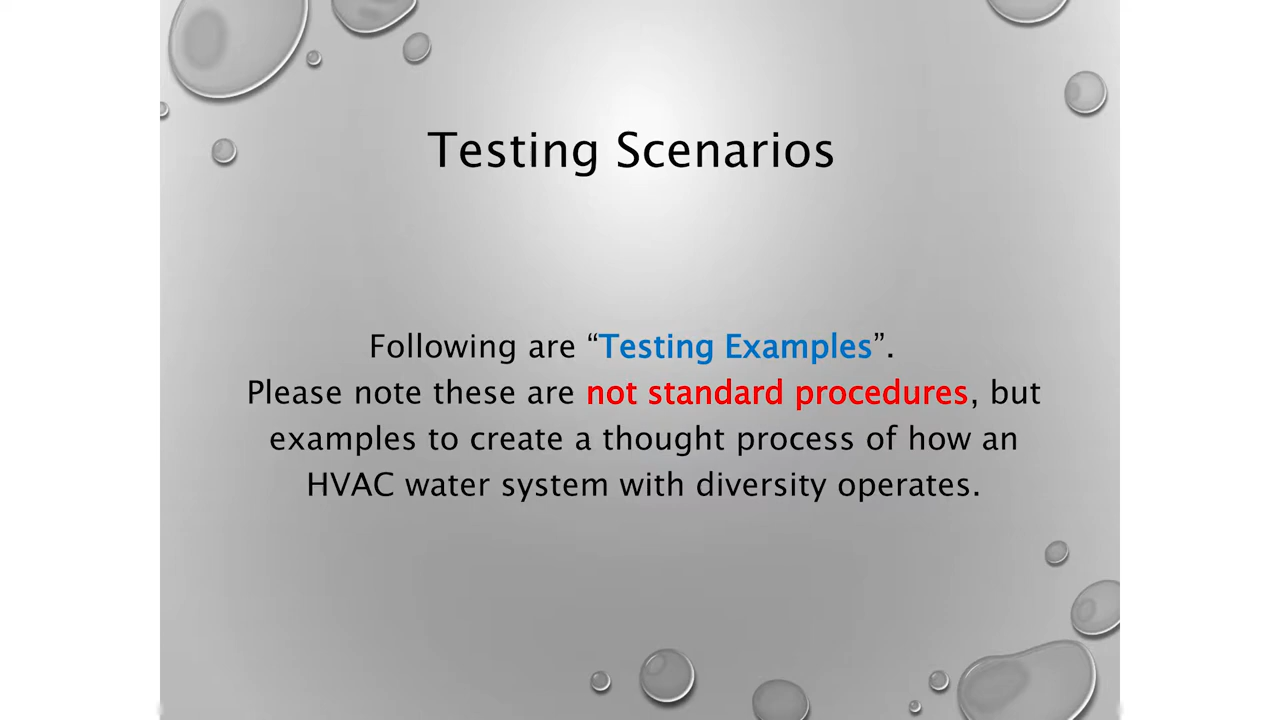 Testing Scenarios
Following are “Testing Examples”.
Please note these are not standard procedures, but
examples to create a thought process of how an
HVAC water system with diversity operates.